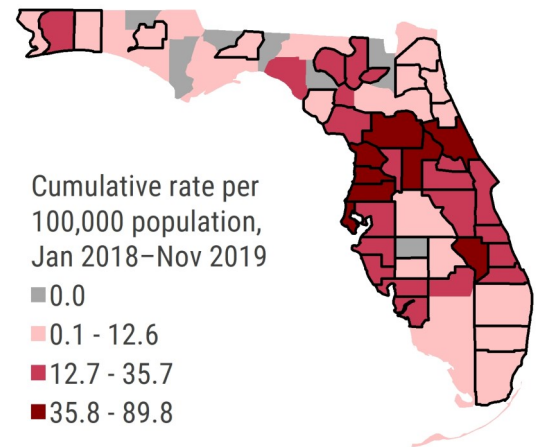 Cumulative rate per
100,000 population,
Jan 2018–Nov 2019
0.0
0.1 - 12.6
12.7 - 35.7
35.8 - 89.8